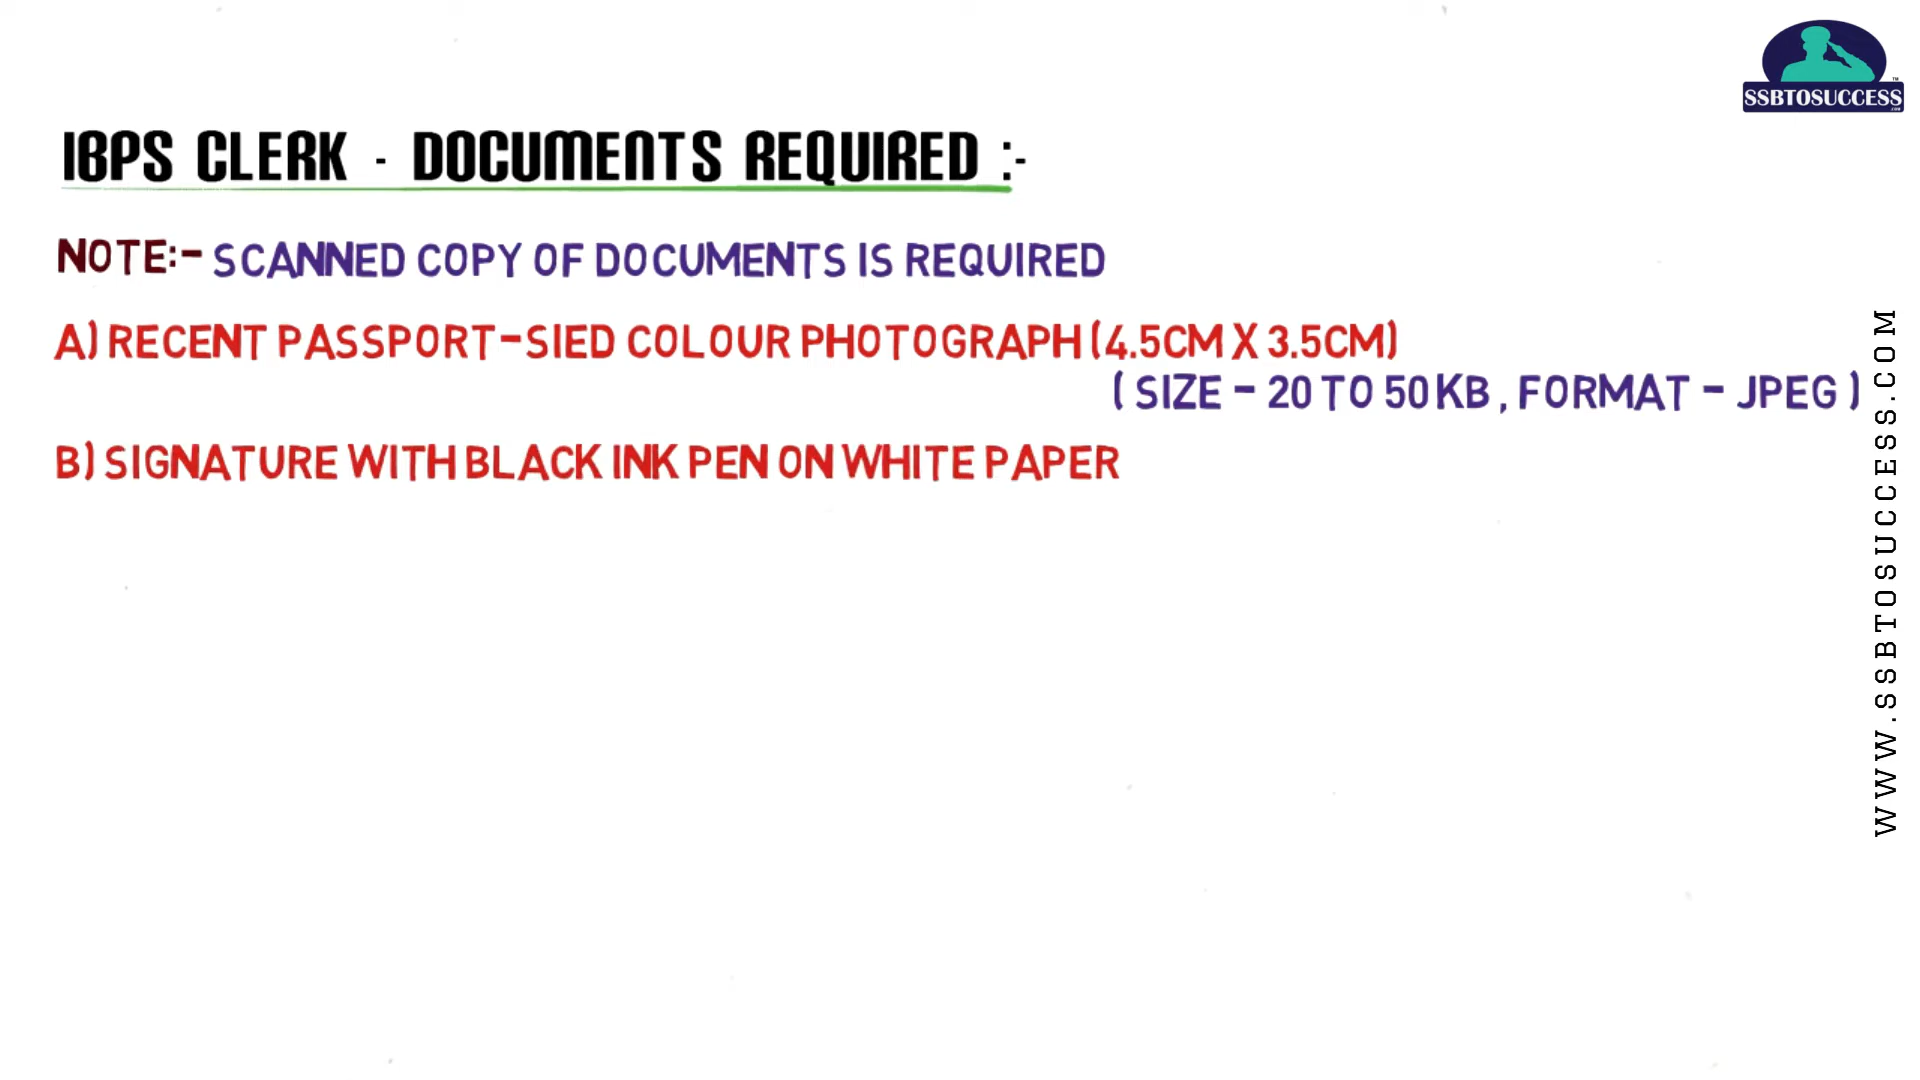 SSBTOSUCCESS
.COM
IBPS CLERK - DOCUMENTS REQUIRED :-
NOTE:- SCANNED COPY OF DOCUMENTS IS REQUIRED
A) RECENT PASSPORT-SIED COLOUR PHOTOGRAPH (4.5CM X 3.5CM)
( SIZE - 20 TO 50 KB , FORMAT - JPEG )
B) SIGNATURE WITH BLACK INK PEN ON WHITE PAPER
WWW.SSBTOSUCCESS.COM